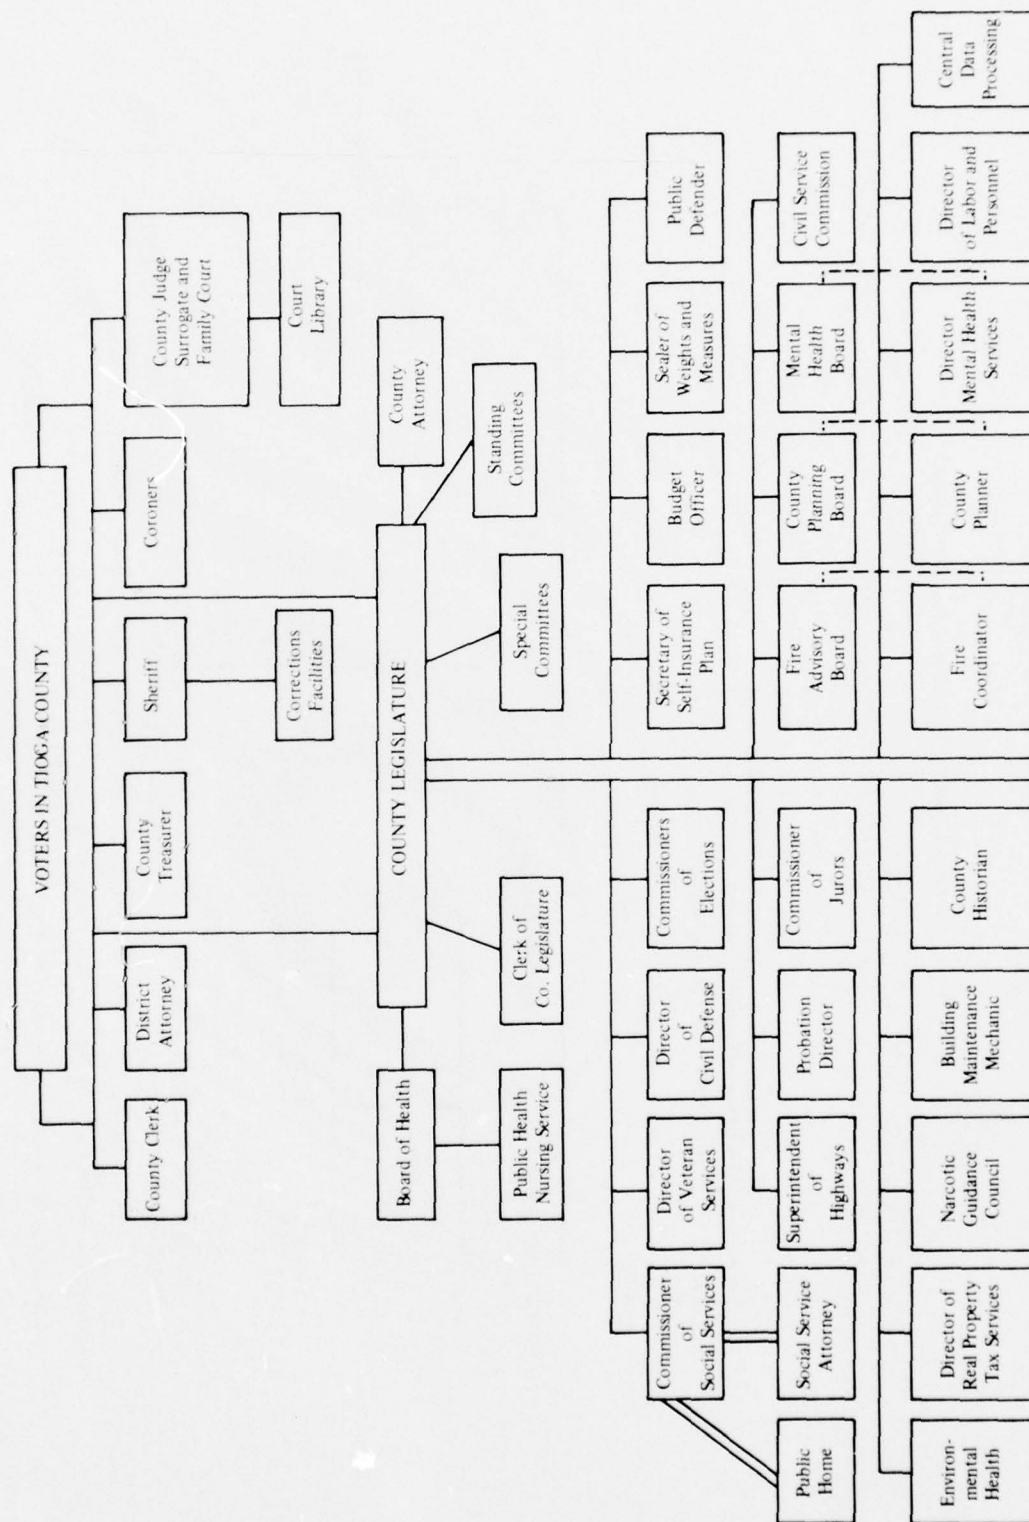 VOTERS IN TIOGA COUNTY
County Clerk
District
Attorney
County
Treasurer
Sheriff
Coroners
County Judge
Surrogate and
Family Court
Corrections
Facilities
Court
Library
Board of Health
COUNTY LEGISLATURE
County
Attorney
Public Health
Nursing Service
Clerk of
Co. Legislature
Special
Committees
Standing
Committees
Commissioner
of
Social Services
Director
of Veteran
Services
Director
of
Civil Defense
Commissioners
of
Elections
Secretary of
Self-Insurance
Plan
Budget
Officer
Sealer of
Weights and
Measures
Public
Defender
Public
Home
Social Service
Attorney
Superintendent
of
Highways
Probation
Director
Commissioner
of
Jurors
Fire
Advisory
Board
County
Planning
Board
Mental
Health
Board
Civil Service
Commission
Environ-
mental
Health
Director of
Real Property
Tax Services
Narcotic
Guidance
Council
Building
Maintenance
Mechanic
County
Historian
Fire
Coordinator
County
Planner
Director
Mental Health
Services
Director
of Labor and
Personnel
Central
Data
Processing